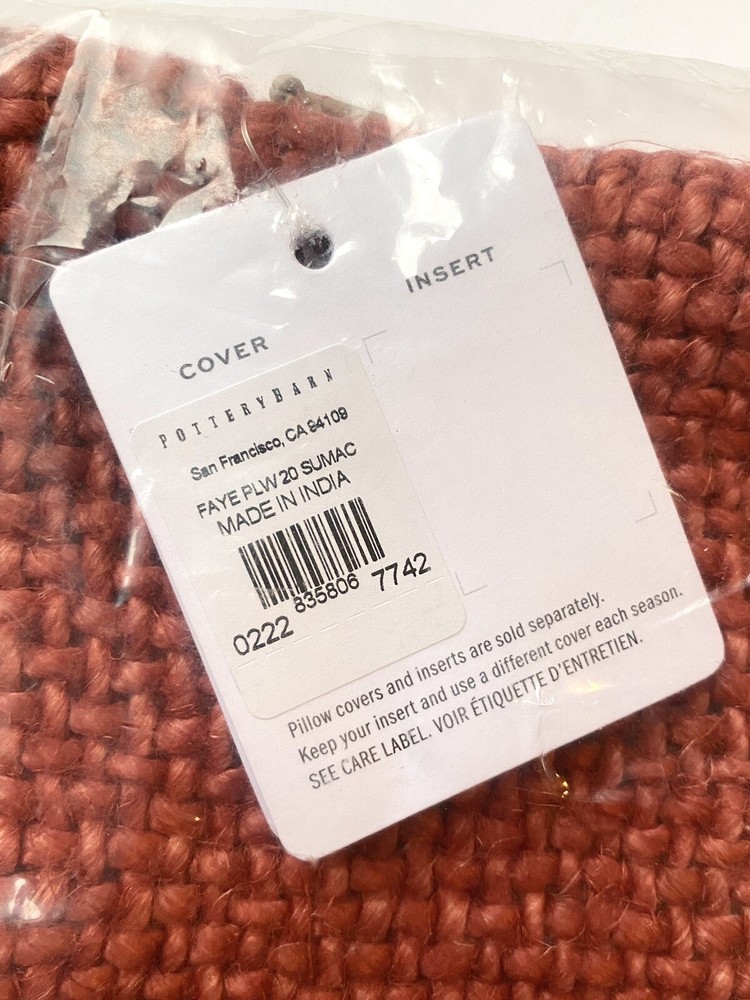 INSERT
COVER
POTTERYBARN
San Francisco, CA 94109
FAYE PLW 20 SUMAC
MADE IN INDIA
835806
0222 7742
Pillow covers and inserts are sold separately.
Keep your insert and use a different cover each season.
SEE CARE LABEL. VOIR ÉTIQUETTE D'ENTRETIEN.